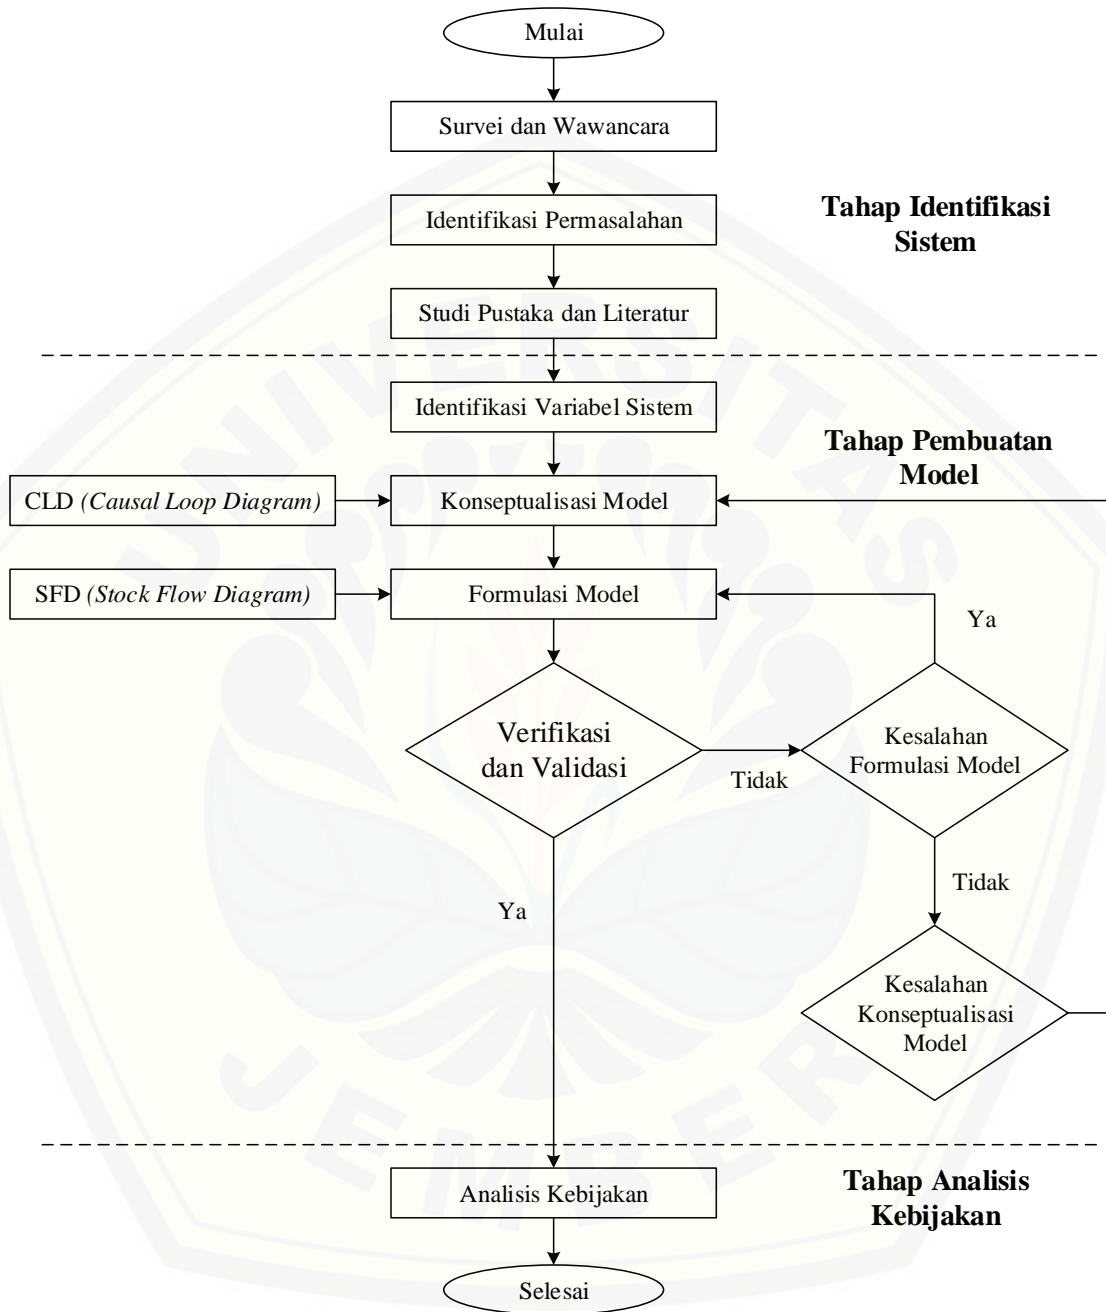 Mulai
Survei dan Wawancara
Identifikasi Permasalahan
Tahap Identifikasi
Sistem
Studi Pustaka dan Literatur
Identifikasi Variabel Sistem
Tahap Pembuatan
Model
CLD (Causal Loop Diagram)
Konseptualisasi Model
SFD (Stock Flow Diagram)
Formulasi Model
Ya
Verifikasi
dan Validasi
Tidak
Kesalahan
Formulasi Model
Tidak
Ya
Kesalahan
Konseptualisasi
Model
Analisis Kebijakan
Tahap Analisis
Kebijakan
Selesai
UNIVERSITAS
JEMBER